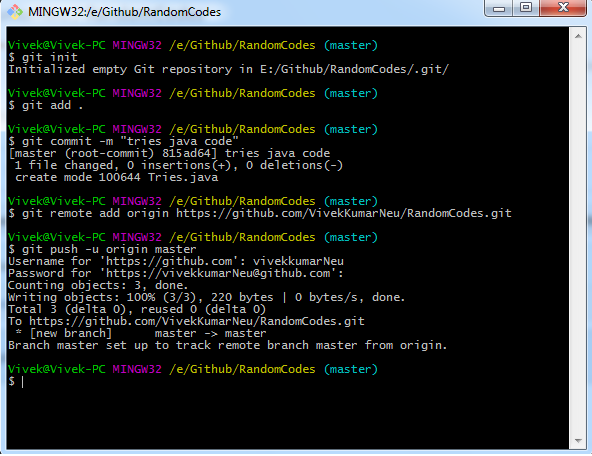 MINGW32:/e/Github/RandomCodes
Vivek@Vivek-PC MINGW32 /e/Github/RandomCodes (master)
$ git init
Initialized empty Git repository in E:/Github/RandomCodes/.git/
Vivek@Vivek-PC MINGW32 /e/Github/RandomCodes (master)
$ git add .
Vivek@Vivek-PC MINGW32 /e/Github/RandomCodes (master)
$ git commit -m "tries java code"
[master (root-commit) 815ad64] tries java code
 1 file changed, 0 insertions(+), 0 deletions(-)
 create mode 100644 Tries.java
Vivek@Vivek-PC MINGW32 /e/Github/RandomCodes (master)
$ git remote add origin https://github.com/VivekKumarNeu/RandomCodes.git
Vivek@Vivek-PC MINGW32 /e/Github/RandomCodes (master)
$ git push -u origin master
Username for 'https://github.com': vivekkumarNeu
Password for 'https://vivekkumarNeu@github.com':
Counting objects: 3, done.
Writing objects: 100% (3/3), 220 bytes | 0 bytes/s, done.
Total 3 (delta 0), reused 0 (delta 0)
To https://github.com/VivekKumarNeu/RandomCodes.git
 * [new branch]      master -> master
Branch master set up to track remote branch master from origin.
Vivek@Vivek-PC MINGW32 /e/Github/RandomCodes (master)
$